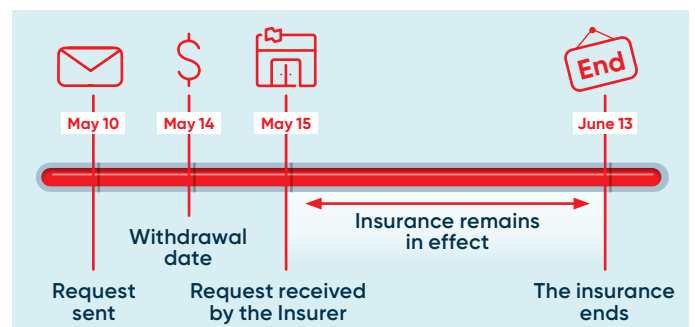 End
May 10
May 14
May 15
June 13
Insurance remains
in effect
Withdrawal
date
Request
sent
Request received
by the Insurer
The insurance
ends